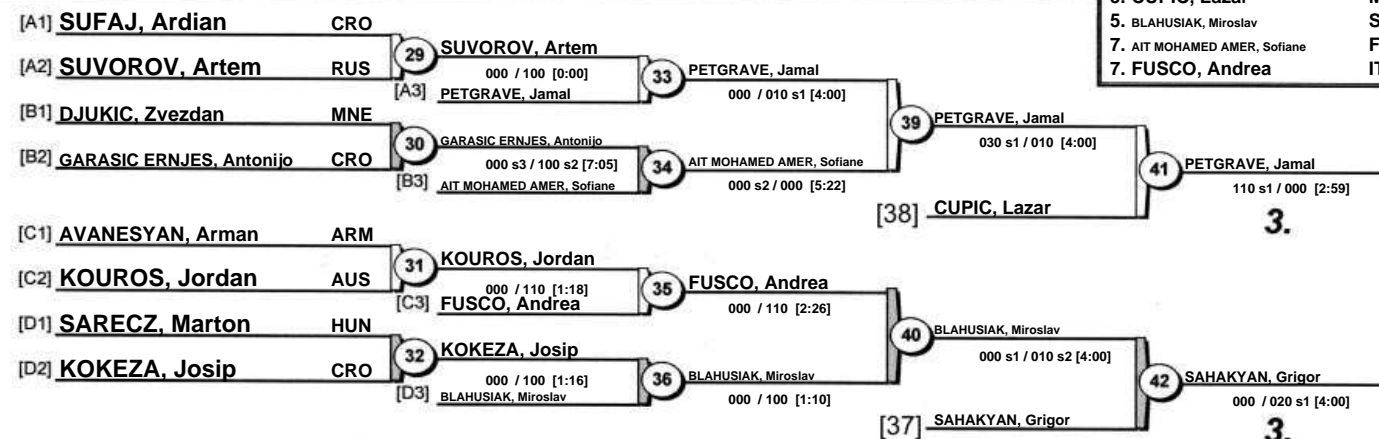 5. BLAHUSIAK, Miroslav S
7. AIT MOHAMED AMER, Sofiane F
7. FUSCO, Andrea IT
[A1] SUFAJ, Ardian CRO
29
SUVOROV, Artem
[A2] SUVOROV, Artem RUS
000 / 100 [0:00]
[A3] PETGRAVE, Jamal
33
PETGRAVE, Jamal
000 / 010 s1 [4:00]
[B1] DJUKIC, Zvezdan MNE
30
GARASIC ERNJES, Antonijo
[B2] GARASIC ERNJES, Antonijo CRO
000 s3 / 100 s2 [7:05]
[B3] AIT MOHAMED AMER, Sofiane
34
AIT MOHAMED AMER, Sofiane
000 s2 / 000 [5:22]
39
PETGRAVE, Jamal
030 s1 / 010 [4:00]
[38] CUPIC, Lazar
41
PETGRAVE, Jamal
110 s1 / 000 [2:59]
3.
[C1] AVANESYAN, Arman ARM
31
KOUROS, Jordan
[C2] KOUROS, Jordan AUS
000 / 110 [1:18]
[C3] FUSCO, Andrea
35
FUSCO, Andrea
000 / 110 [2:26]
[D1] SARECZ, Marton HUN
32
KOKEZA, Josip
[D2] KOKEZA, Josip CRO
000 / 100 [1:16]
[D3] BLAHUSIAK, Miroslav
36
BLAHUSIAK, Miroslav
000 / 100 [1:10]
40
BLAHUSIAK, Miroslav
000 s1 / 010 s2 [4:00]
[37] SAHAKYAN, Grigor
42
SAHAKYAN, Grigor
000 / 020 s1 [4:00]
3.